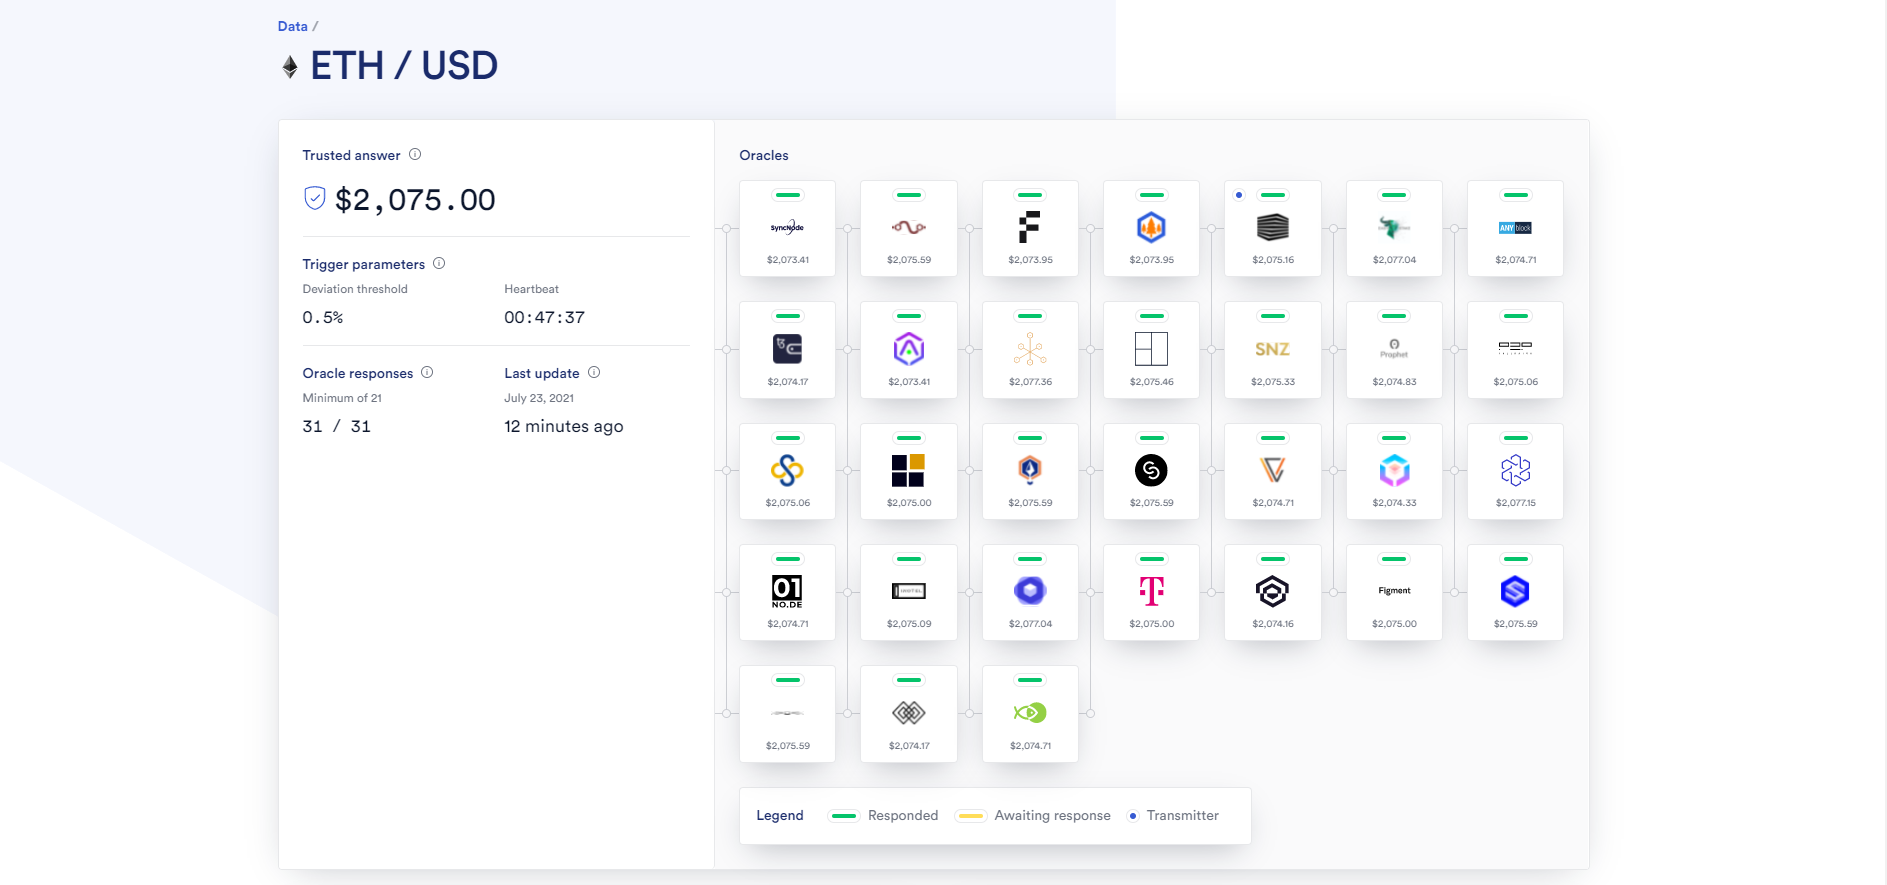 Data /
ETH / USD
Trusted answer
$2,075.00
Trigger parameters
Deviation threshold
Heartbeat
0.5%
00:47:37
Oracle responses
Last update
Minimum of 21
July 23, 2021
31 / 31
12 minutes ago
Oracles
SyncNode
ANYblock
$2,073.41
$2,075.59
$2,073.95
$2,073.95
$2,075.16
$2,077.04
$2,074.71
SNZ
Prophet
$2,074.17
$2,073.41
$2,077.36
$2,075.46
$2,075.33
$2,074.83
$2,075.06
$2,075.06
$2,075.00
$2,075.59
$2,075.59
$2,074.71
$2,074.33
$2,077.15
01
NO.DE
T
Figment
$2,074.71
$2,075.09
$2,077.04
$2,075.00
$2,074.16
$2,075.00
$2,075.59
$2,075.59
$2,074.17
$2,074.71
Legend
Responded
Awaiting response
Transmitter